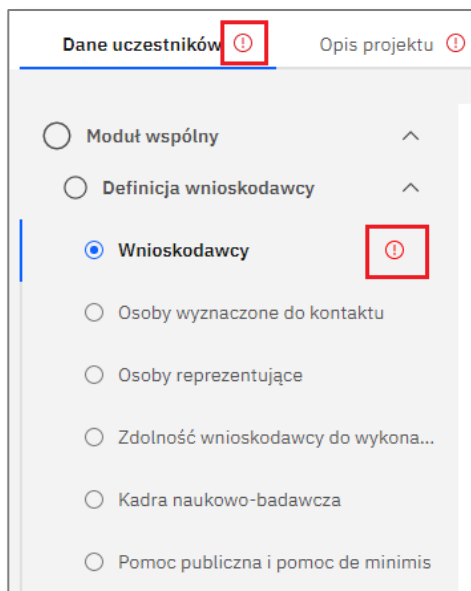 Dane uczestników Opis projektu
Moduł wspólny
Definicja wnioskodawcy
Wnioskodawcy
Osoby wyznaczone do kontaktu
Osoby reprezentujące
Zdolność wnioskodawcy do wykona...
Kadra naukowo-badawcza
Pomoc publiczna i pomoc de minimis